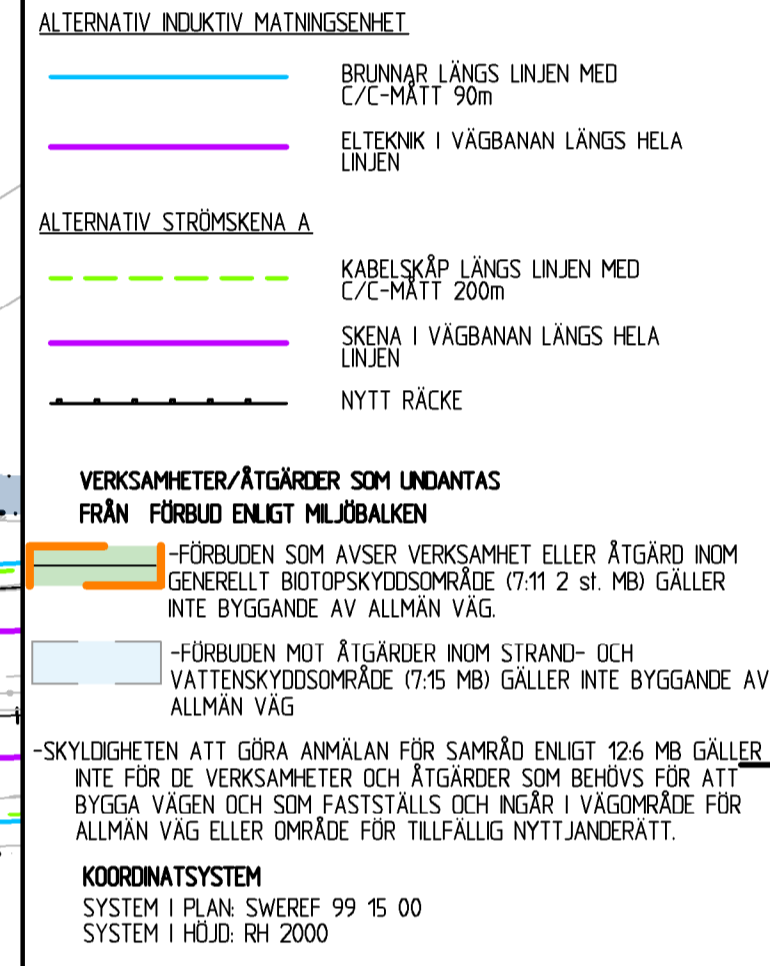 ALTERNATIV INDUKTIV MATNINGSENHET
BRUNNAR LÄNGS LINJEN MED
C/C-MÅTT 90m
ELTEKNIK I VÄGBANAN LÄNGS HELA
LINJEN
ALTERNATIV STRÖMSKENA A
KABELSKÅP LÄNGS LINJEN MED
C/C-MÅTT 200m
SKENA I VÄGBANAN LÄNGS HELA
LINJEN
NYTT RÄCKE
VERKSAMHETER/ÅTGÄRDER SOM UNDANTAS
FRÅN FÖRBUD ENLIGT MILJÖBALKEN
-FÖRBUDEN SOM AVSER VERKSAMHET ELLER ÅTGÄRD INOM
GENERELLT BIOTOPSKYDDSOMRÅDE (7:11 2 st. MB) GÄLLER
INTE BYGGANDE AV ALLMÄN VÄG.
-FÖRBUDEN MOT ÅTGÄRDER INOM STRAND- OCH
VATTENSKYDDSOMRÅDE (7:15 MB) GÄLLER INTE BYGGANDE AV
ALLMÄN VÄG
-SKYLDIGHETEN ATT GÖRA ANMÄLAN FÖR SAMRÅD ENLIGT 12:6 MB GÄLLER
INTE FÖR DE VERKSAMHETER OCH ÅTGÄRDER SOM BEHÖVS FÖR ATT
BYGGA VÄGEN OCH SOM FASTSTÄLLS OCH INGÅR I VÄGOMRÅDE FÖR
ALLMÄN VÄG ELLER OMRÅDE FÖR TILLFÄLLIG NYTTJANDERÄTT.
KOORDINATSYSTEM
SYSTEM I PLAN: SWEREF 99 15 00
SYSTEM I HÖJD: RH 2000